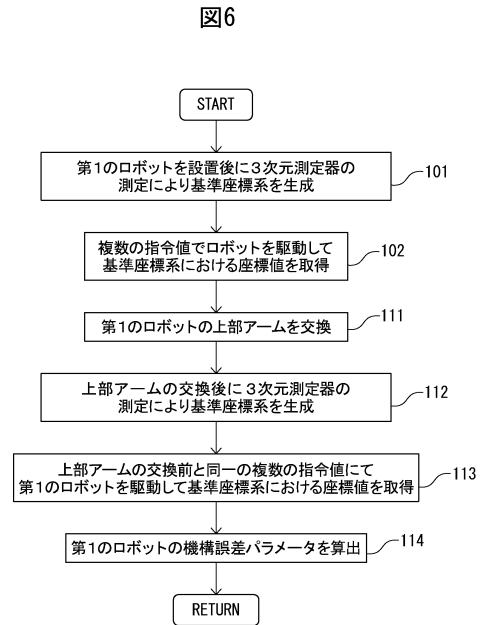 図6
START
第1のロボットを設置後に3次元測定器の
測定により基準座標系を生成
101
複数の指令値でロボットを駆動して
基準座標系における座標値を取得
102
第1のロボットの上部アームを交換
111
上部アームの交換後に3次元測定器の
測定により基準座標系を生成
112
上部アームの交換前と同一の複数の指令値にて
第1のロボットを駆動して基準座標系における座標値を取得
113
第1のロボットの機構誤差パラメータを算出
114
RETURN